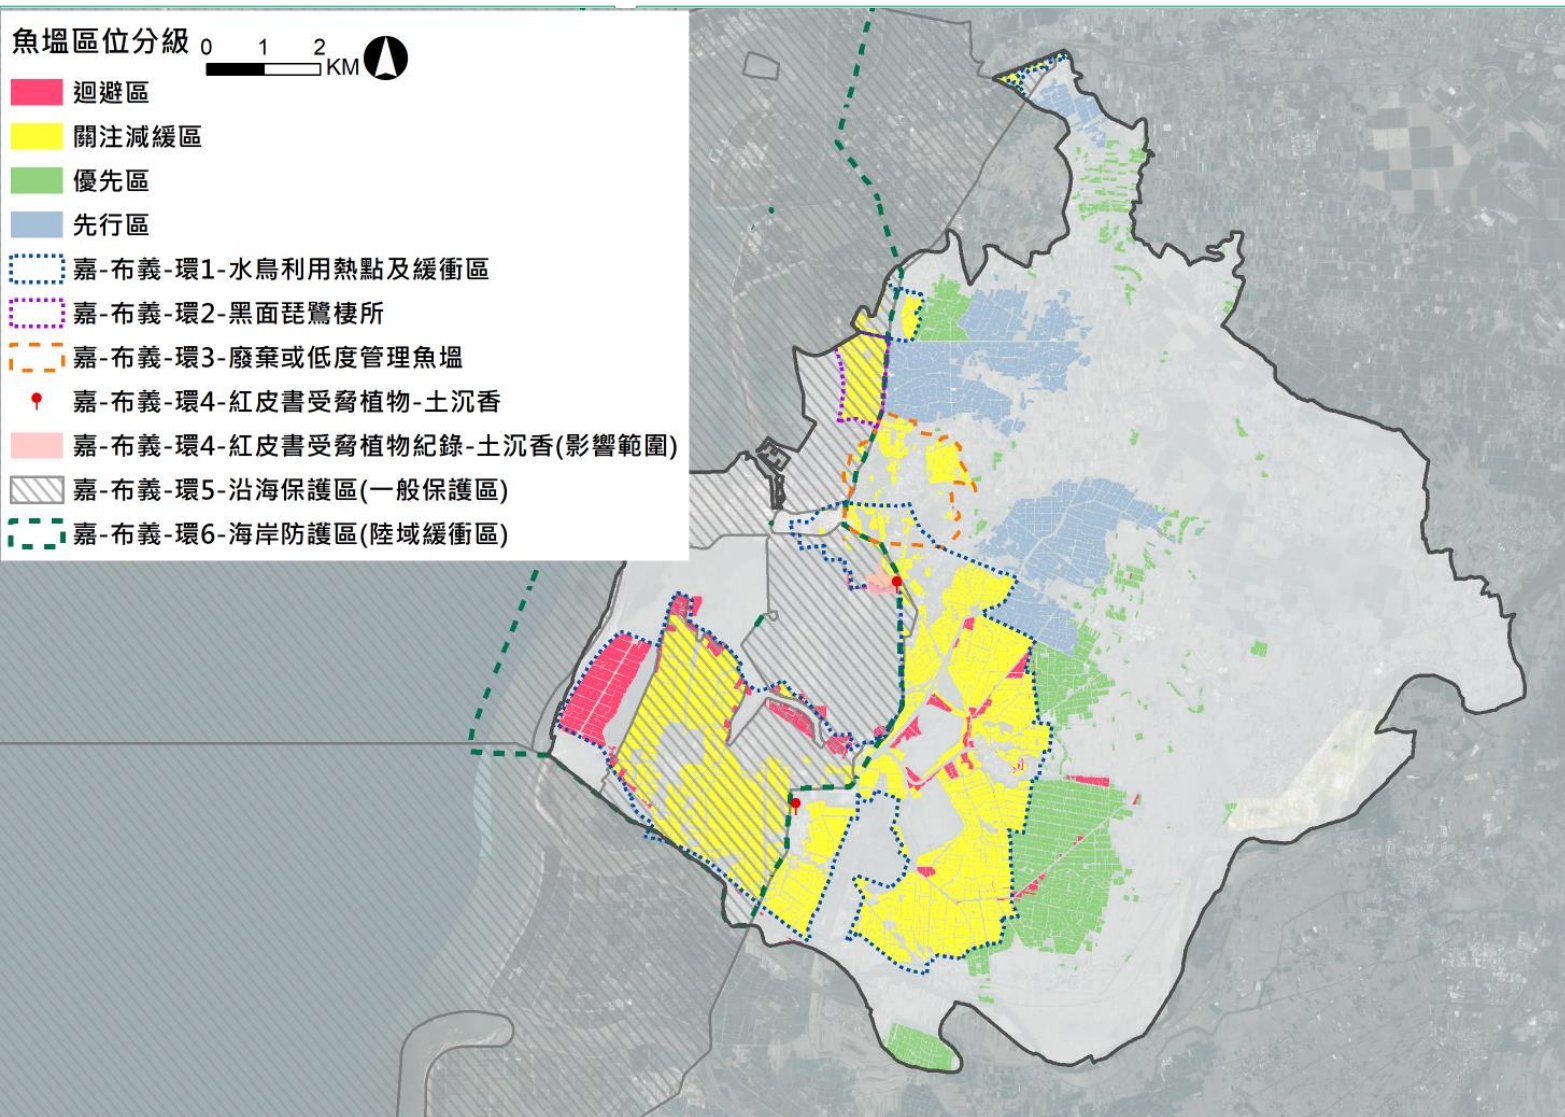 魚塭區位分級
0 1 2 KM
迴避區
關注減緩區
優先區
先行區
嘉-布義-環1-水鳥利用熱點及緩衝區
嘉-布義-環2-黑面琵鷺棲所
嘉-布義-環3-廢棄或低度管理魚塭
嘉-布義-環4-紅皮書受脅植物-土沉香
嘉-布義-環4-紅皮書受脅植物紀錄-土沉香(影響範圍)
嘉-布義-環5-沿海保護區(一般保護區)
嘉-布義-環6-海岸防護區(陸域緩衝區)